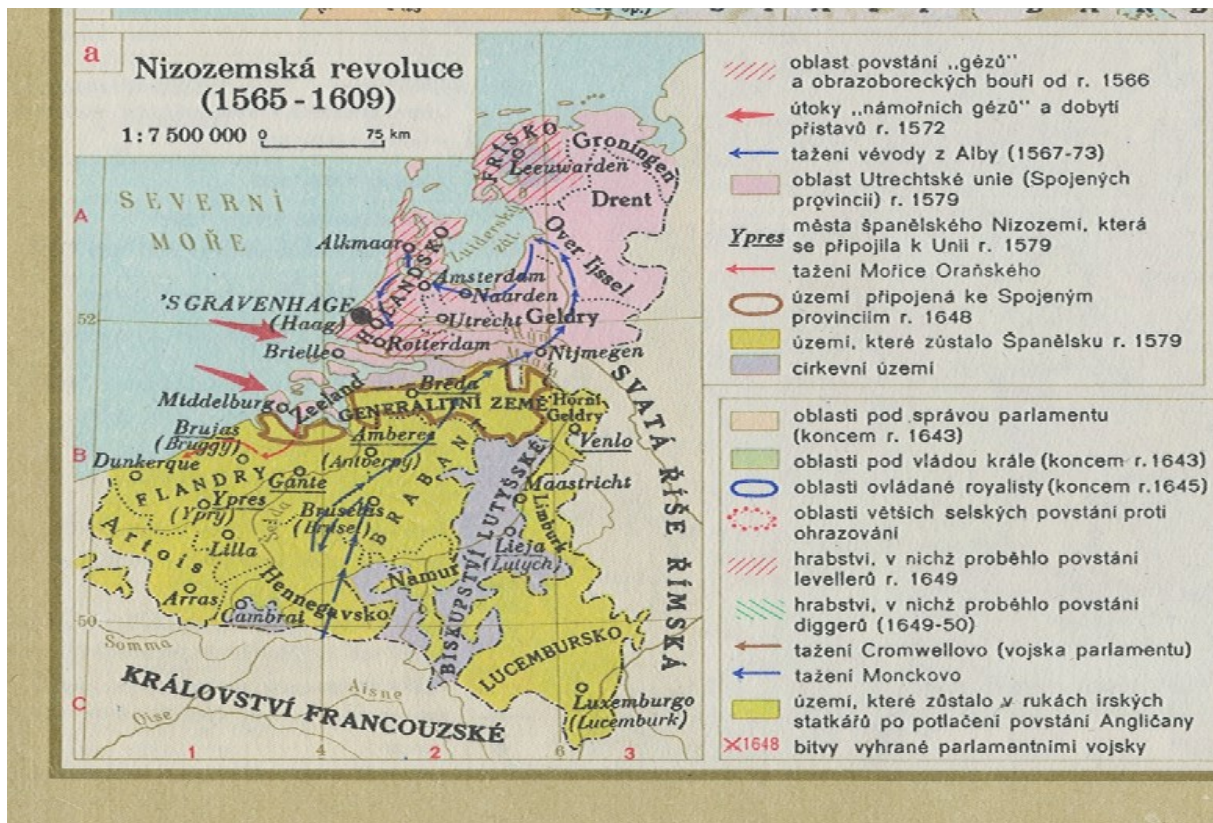 a
Nizozemská revoluce
(1565 - 1609)
1:7 500 000 0 75 km
SEVERNÍ
MOŘE
FRÍSKO
Groningen
Leeuwarden
Drent
Zuiderské
zál.
Over Ijssel
Alkmaar
HOLANDSKO
Amsterdam
Naarden
'S GRAVENHAGE
(Haag)
Utrecht
Geldry
52
Rotterdam
Brielle
Nijmegen
Middelburg
Zeeland
Breda
GENERALITNÍ ZEMĚ
Horní
Geldry
Brujas
(Bruggy)
Amberes
(Antverpy)
Venlo
Dunkerque
FLANDRY
Gante
Ypres
(Ypry)
BRABAN
Bruselas
(Brusel)
Maastricht
Limburk
Artois
Lilla
Lieja
(Lutych)
Namur
Hennegavsko
Arras
Cambrai
BISKUPSTVÍ LUTYŠSKÉ
50
Somma
LUCEMBURSKO
SVATÁ ŘÍŠE ŘÍMSKÁ
KRÁLOVSTVÍ FRANCOUZSKÉ
Aisne
Oise
Luxemburgo
(Lucemburk)
A
B
C
1
4
2
6
3
oblast povstání „gézů“
a obrazoboreckých bouří od r. 1566
útoky „námořních gézů“ a dobytí
přístavů r. 1572
tažení vévody z Alby (1567-73)
oblast Utrechtské unie (Spojených
provincií) r. 1579
Ypres města španělského Nizozemí, která
se připojila k Unii r. 1579
tažení Mořice Oraňského
území připojená ke Spojeným
provinciím r. 1648
území, které zůstalo Španělsku r. 1579
církevní území
oblasti pod správou parlamentu
(koncem r. 1643)
oblasti pod vládou krále (koncem r. 1643)
oblasti ovládané royalisty (koncem r. 1645)
oblasti větších selských povstání proti
ohrazování
hrabství, v nichž proběhlo povstání
levellerů r. 1649
hrabství, v nichž proběhlo povstání
diggerů (1649-50)
tažení Cromwellovo (vojska parlamentu)
tažení Monckovo
území, které zůstalo v rukách irských
statkářů po potlačení povstání Angličany
×1648 bitvy vyhrané parlamentními vojsky